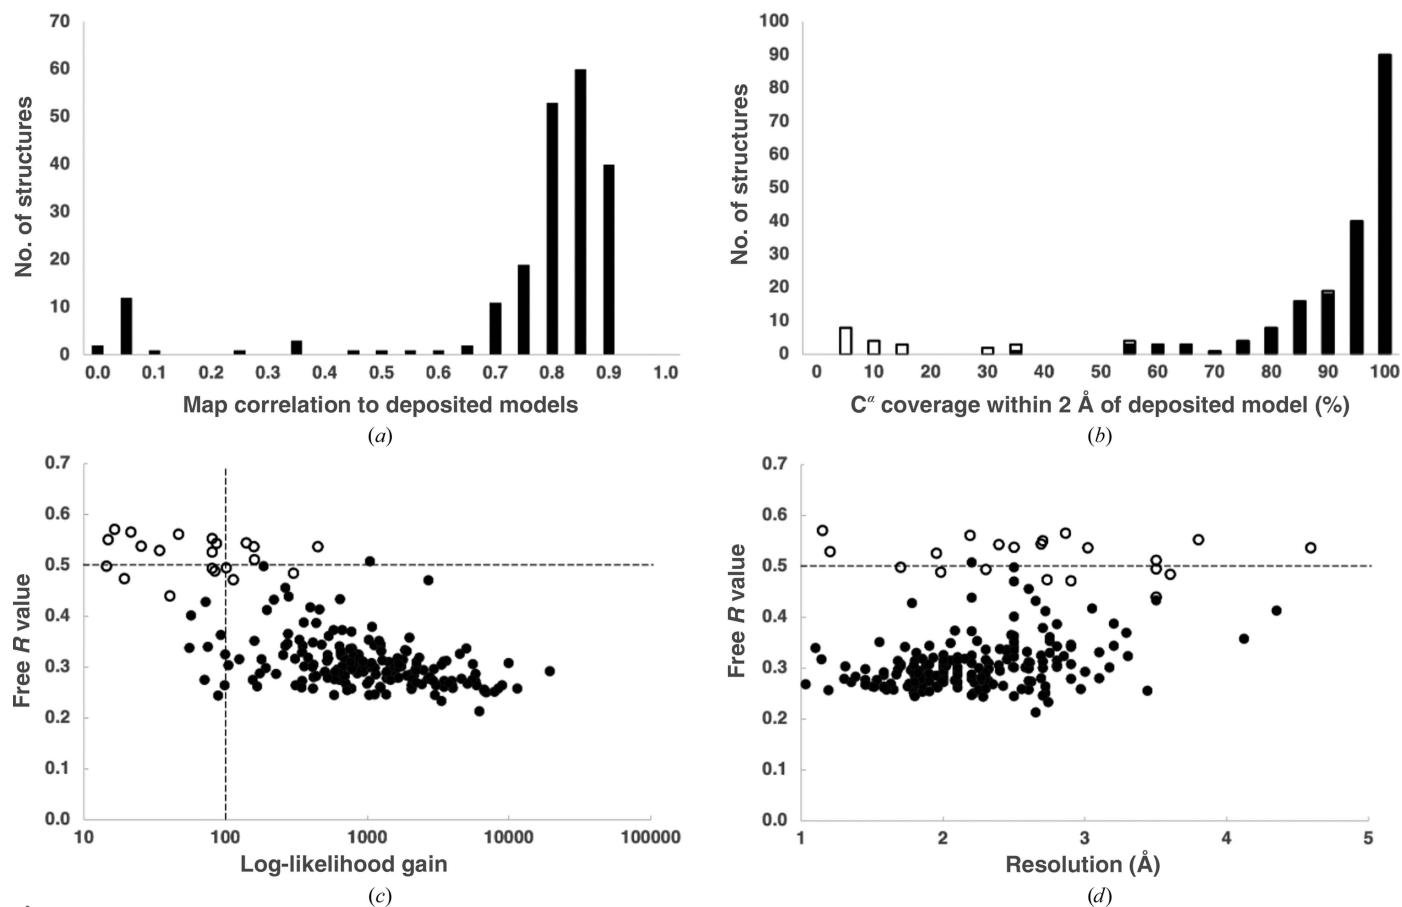 70
60
50
40
30
20
10
0
No. of structures
0.0 0.1 0.2 0.3 0.4 0.5 0.6 0.7 0.8 0.9 1.0
Map correlation to deposited models
(a)
100
90
80
70
60
50
40
30
20
10
0
No. of structures
0 10 20 30 40 50 60 70 80 90 100
Cα coverage within 2 Å of deposited model (%)
(b)
0.7
0.6
0.5
0.4
0.3
0.2
0.1
0.0
Free R value
10 100 1000 10000 100000
Log-likelihood gain
(c)
0.7
0.6
0.5
0.4
0.3
0.2
0.1
0.0
Free R value
1 2 3 4 5
Resolution (Å)
(d)